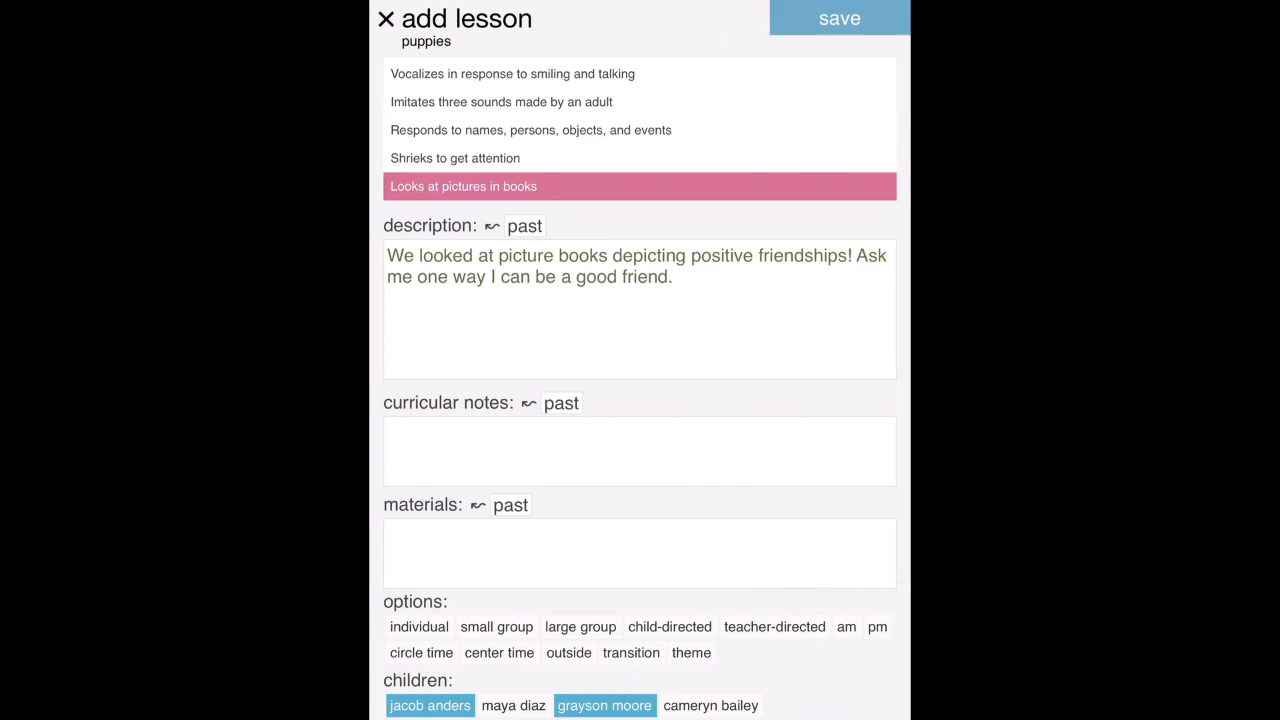 × add lesson save
puppies
Vocalizes in response to smiling and talking
Imitates three sounds made by an adult
Responds to names, persons, objects, and events
Shrieks to get attention
Looks at pictures in books
description: past
We looked at picture books depicting positive friendships! Ask
me one way I can be a good friend.
curricular notes: past
materials: past
options:
individual small group large group child-directed teacher-directed am pm
circle time center time outside transition theme
children:
jacob anders maya diaz grayson moore cameryn bailey